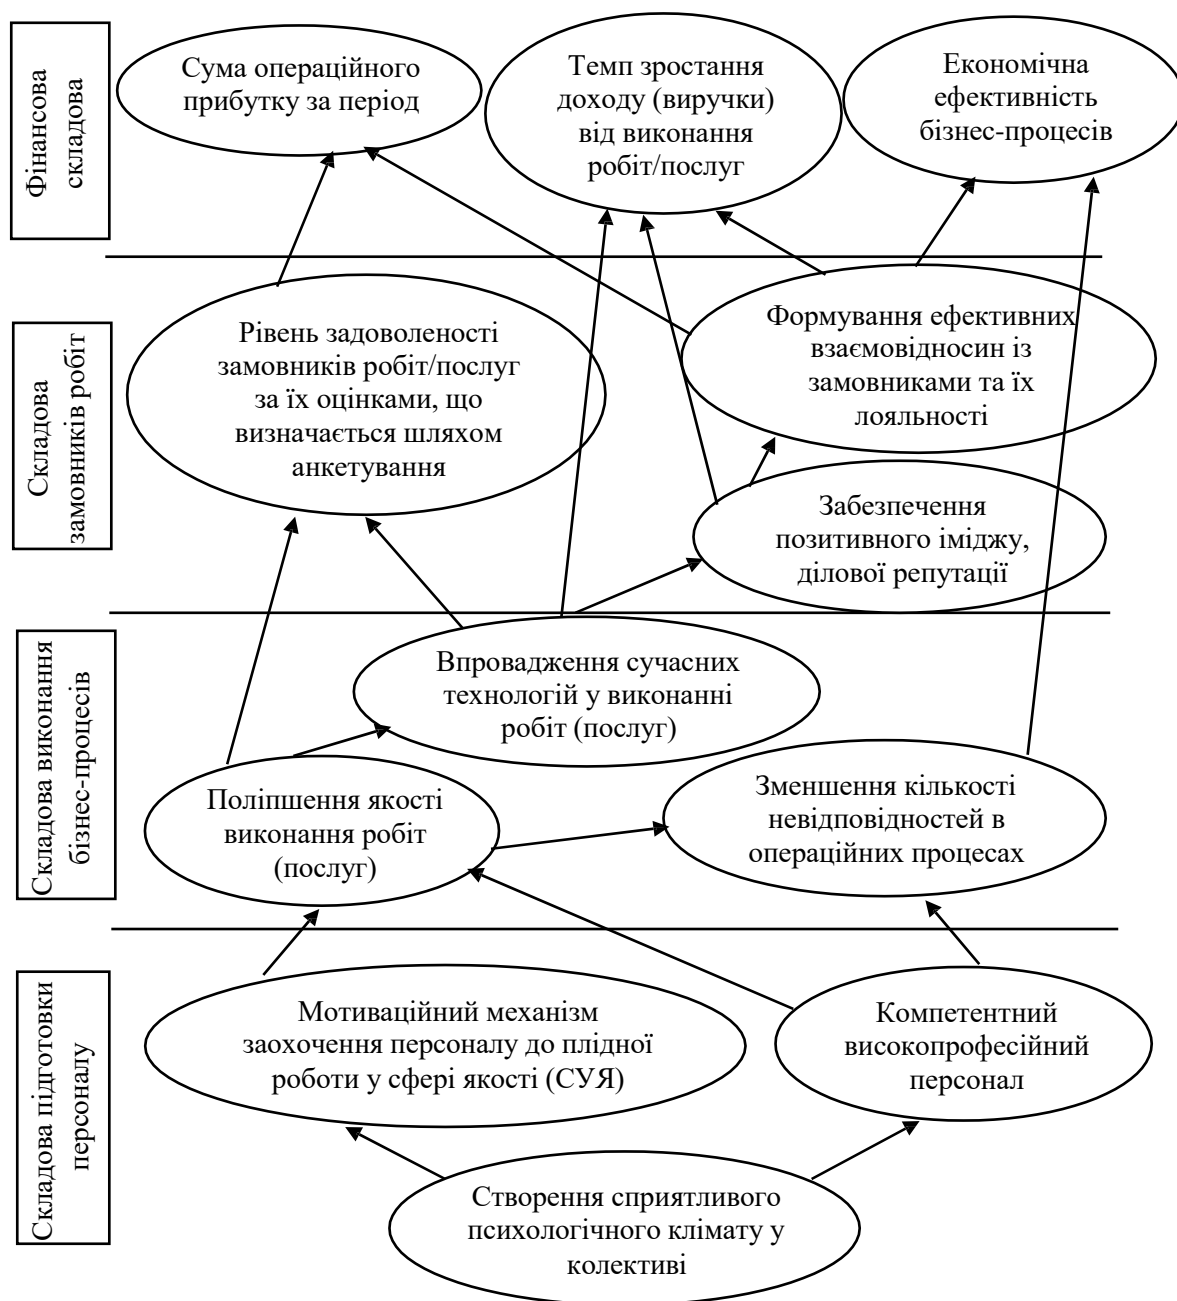 Фінансова
складова
Сума операційного
прибутку за період
Темп зростання
доходу (виручки)
від виконання
робіт/послуг
Економічна
ефективність
бізнес-процесів
Складова
замовників робіт
Рівень задоволеності
замовників робіт/послуг
за їх оцінками, що
визначається шляхом
анкетування
Формування ефективних
взаємовідносин із
замовниками та їх
лояльності
Забезпечення
позитивного іміджу,
ділової репутації
Складова виконання
бізнес-процесів
Впровадження сучасних
технологій у виконанні
робіт (послуг)
Поліпшення якості
виконання робіт
(послуг)
Зменшення кількості
невідповідностей в
операційних процесах
Складова підготовки
персоналу
Мотиваційний механізм
заохочення персоналу до плідної
роботи у сфері якості (СУЯ)
Компетентний
високопрофесійний
персонал
Створення сприятливого
психологічного клімату у
колективі